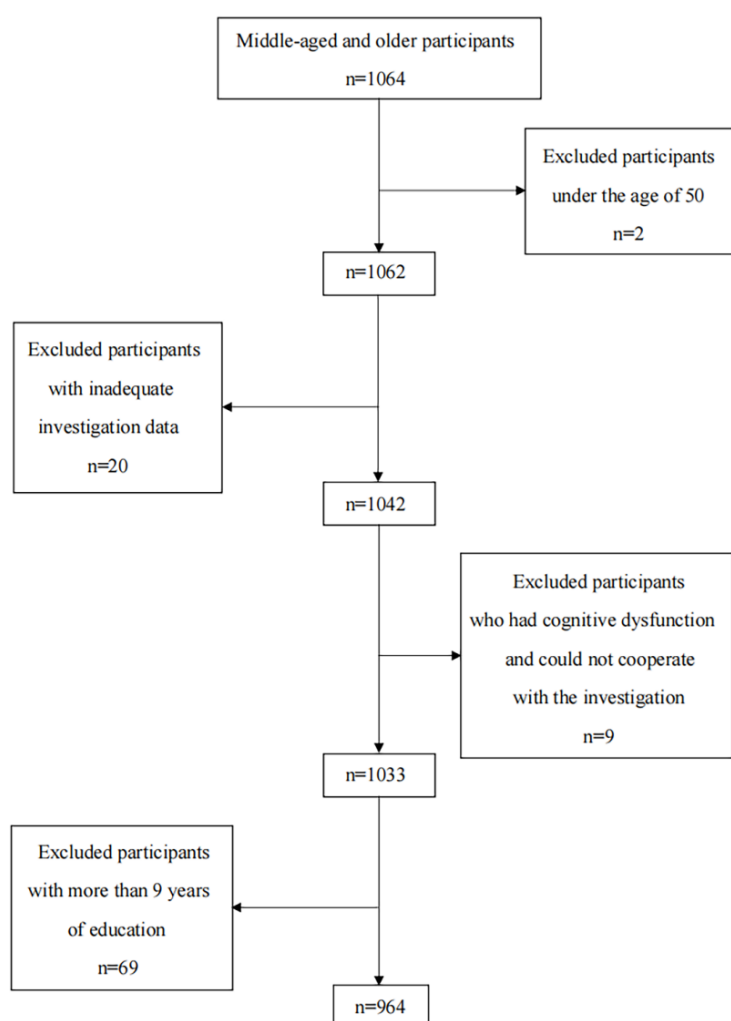 Middle-aged and older participants
n=1064
Excluded participants
under the age of 50
n=2
n=1062
Excluded participants
with inadequate
investigation data
n=20
n=1042
Excluded participants
who had cognitive dysfunction
and could not cooperate
with the investigation
n=9
n=1033
Excluded participants
with more than 9 years
of education
n=69
n=964